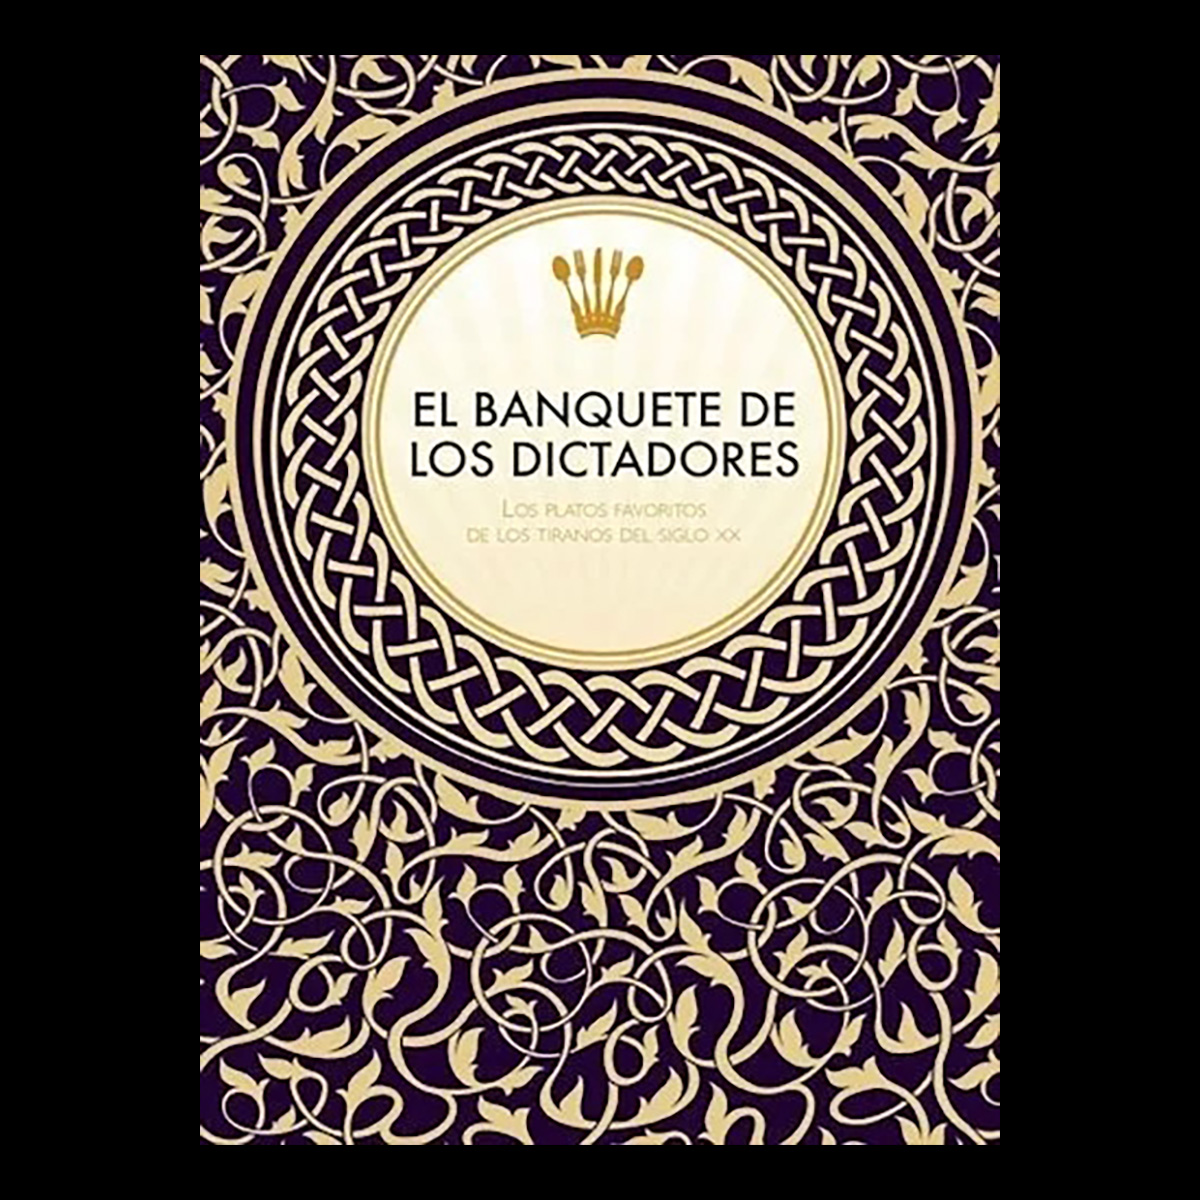 EL BANQUETE DE
LOS DICTADORES
LOS PLATOS FAVORITOS
DE LOS TIRANOS DEL SIGLO XX